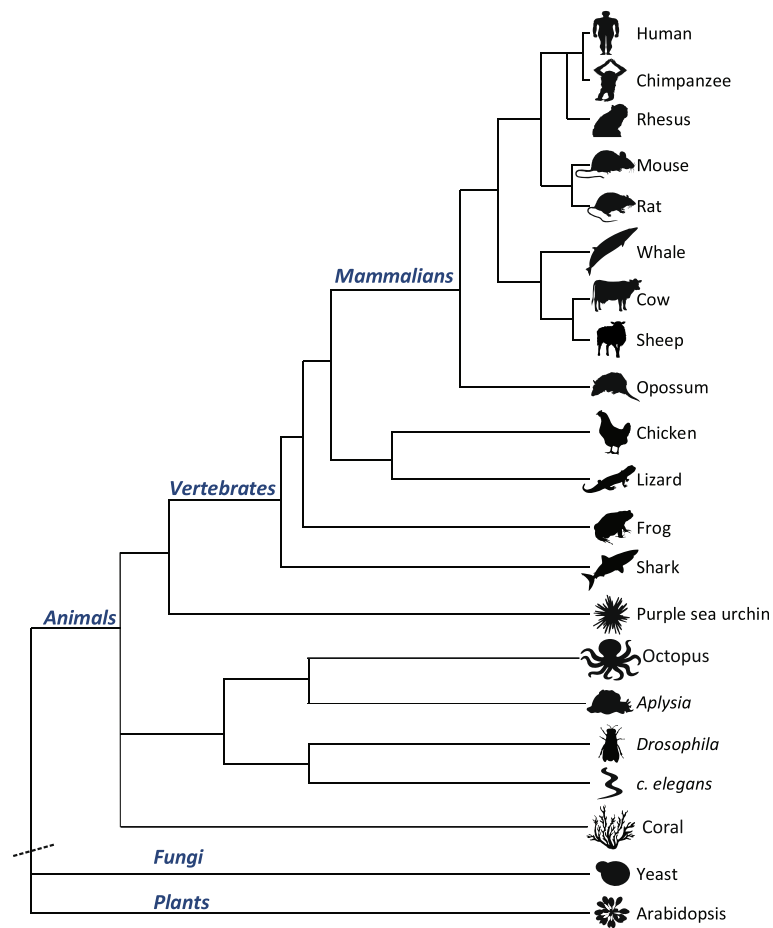 Human
Chimpanzee
Rhesus
Mouse
Rat
Whale
Mammalians
Cow
Sheep
Opossum
Chicken
Lizard
Vertebrates
Frog
Shark
Purple sea urchin
Animals
Octopus
Aplysia
Drosophila
c. elegans
Coral
Fungi
Yeast
Plants
Arabidopsis